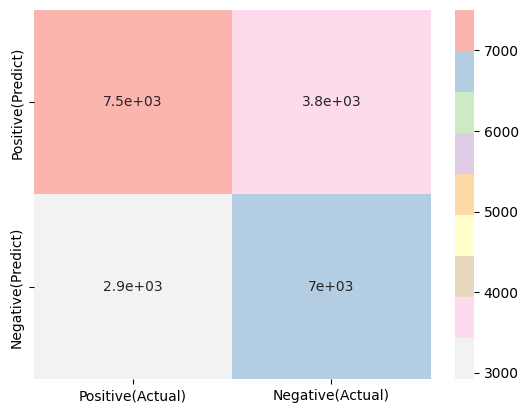 Positive(Predict)
7.5e+03
3.8e+03
Negative(Predict)
2.9e+03
7e+03
Positive(Actual)
Negative(Actual)
7000
6000
5000
4000
3000